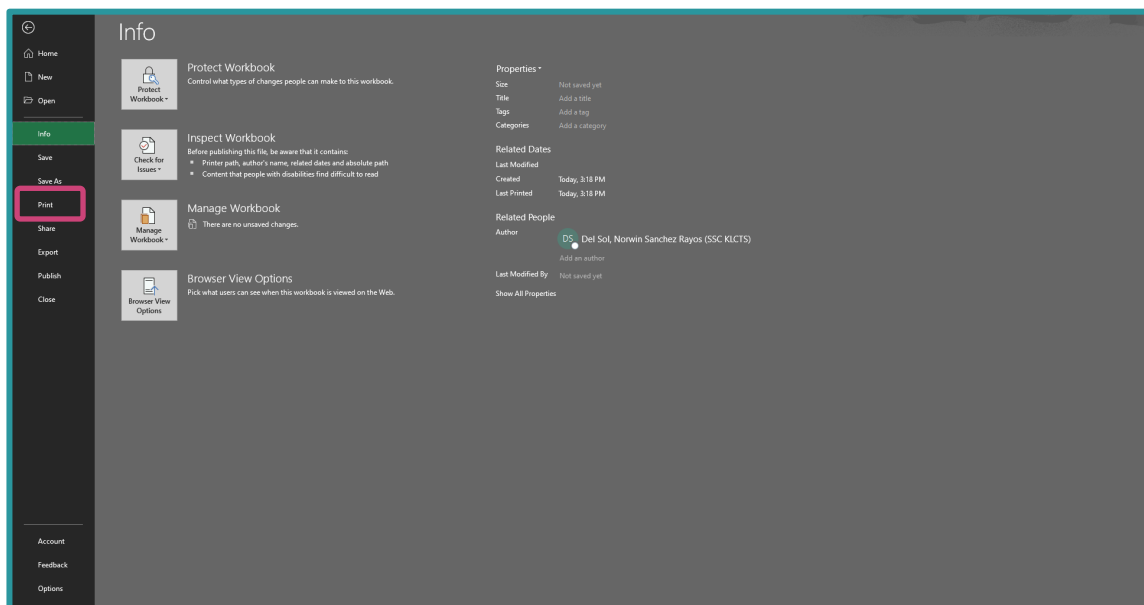 Info
Home
New
Open
Info
Save
Save As
Print
Share
Export
Publish
Close
Account
Feedback
Options
Protect
Workbook
Protect Workbook
Control what types of changes people can make to this workbook.
Check for
Issues
Inspect Workbook
Before publishing this file, be aware that it contains:
Printer path, author's name, related dates and absolute path
Content that people with disabilities find difficult to read
Manage
Workbook
Manage Workbook
There are no unsaved changes.
Browser View
Options
Browser View Options
Pick what users can see when this workbook is viewed on the Web.
Properties
Size Not saved yet
Title Add a title
Tags Add a tag
Categories Add a category
Related Dates
Last Modified
Created Today, 3:18 PM
Last Printed Today, 3:18 PM
Related People
Author DS Del Sol, Norwin Sanchez Rayos (SSC KLCTS)
Add an author
Last Modified By Not saved yet
Show All Properties